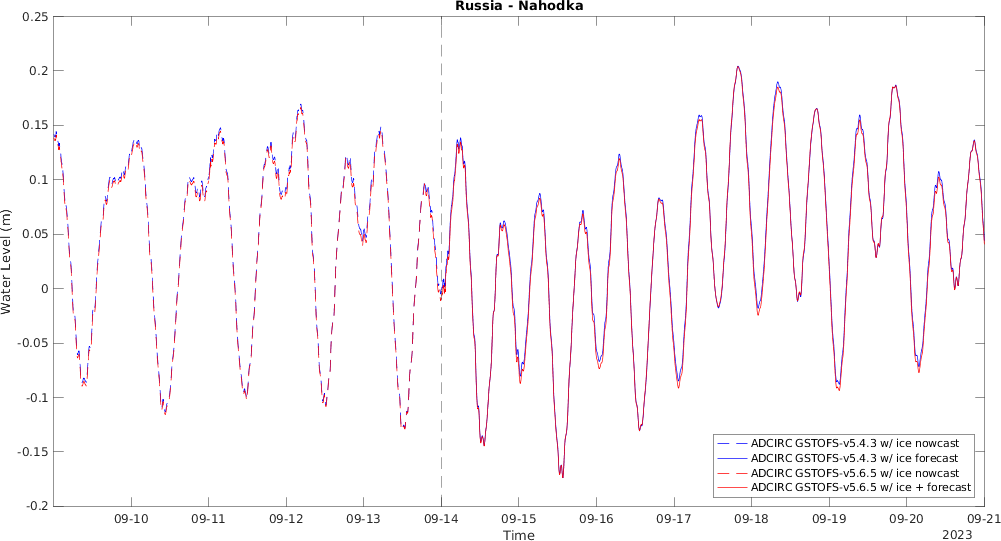 Russia - Nahodka
0.25
0.2
0.15
0.1
0.05
0
-0.05
-0.1
-0.15
-0.2
Water Level (m)
09-10 09-11 09-12 09-13 09-14 09-15 09-16 09-17 09-18 09-19 09-20 09-21
Time
2023
ADCIRC GSTOFS-v5.4.3 w/ ice nowcast
ADCIRC GSTOFS-v5.4.3 w/ ice forecast
ADCIRC GSTOFS-v5.6.5 w/ ice nowcast
ADCIRC GSTOFS-v5.6.5 w/ ice + forecast